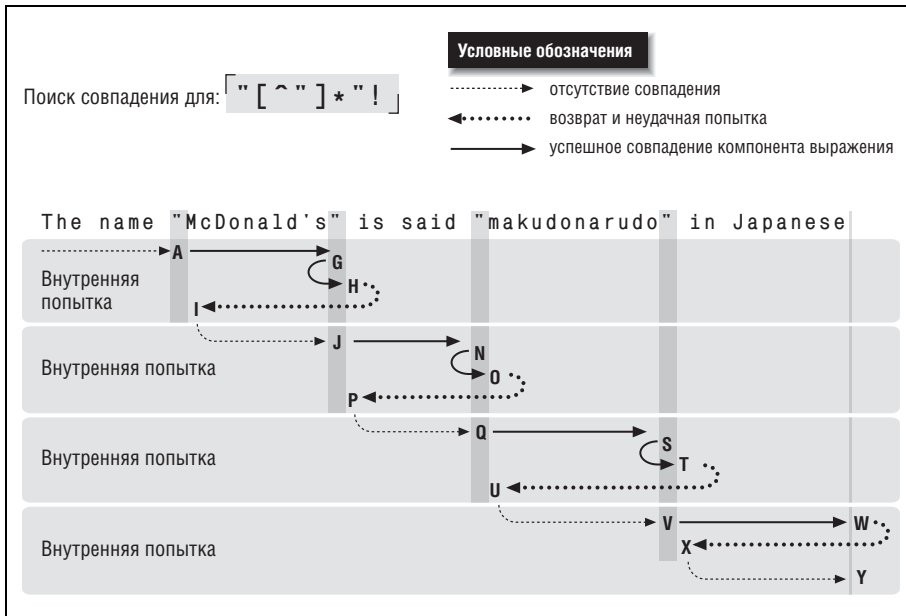 Условные обозначения
Поиск совпадения для: "[^"]*"!
отсутствие совпадения
возврат и неудачная попытка
успешное совпадение компонента выражения
The name "McDonald's" is said "makudonarudo" in Japanese
A
G
Внутренняя
попытка
H
I
J
N
Внутренняя попытка
O
P
Q
S
Внутренняя попытка
T
U
V W
Внутренняя попытка
X
Y